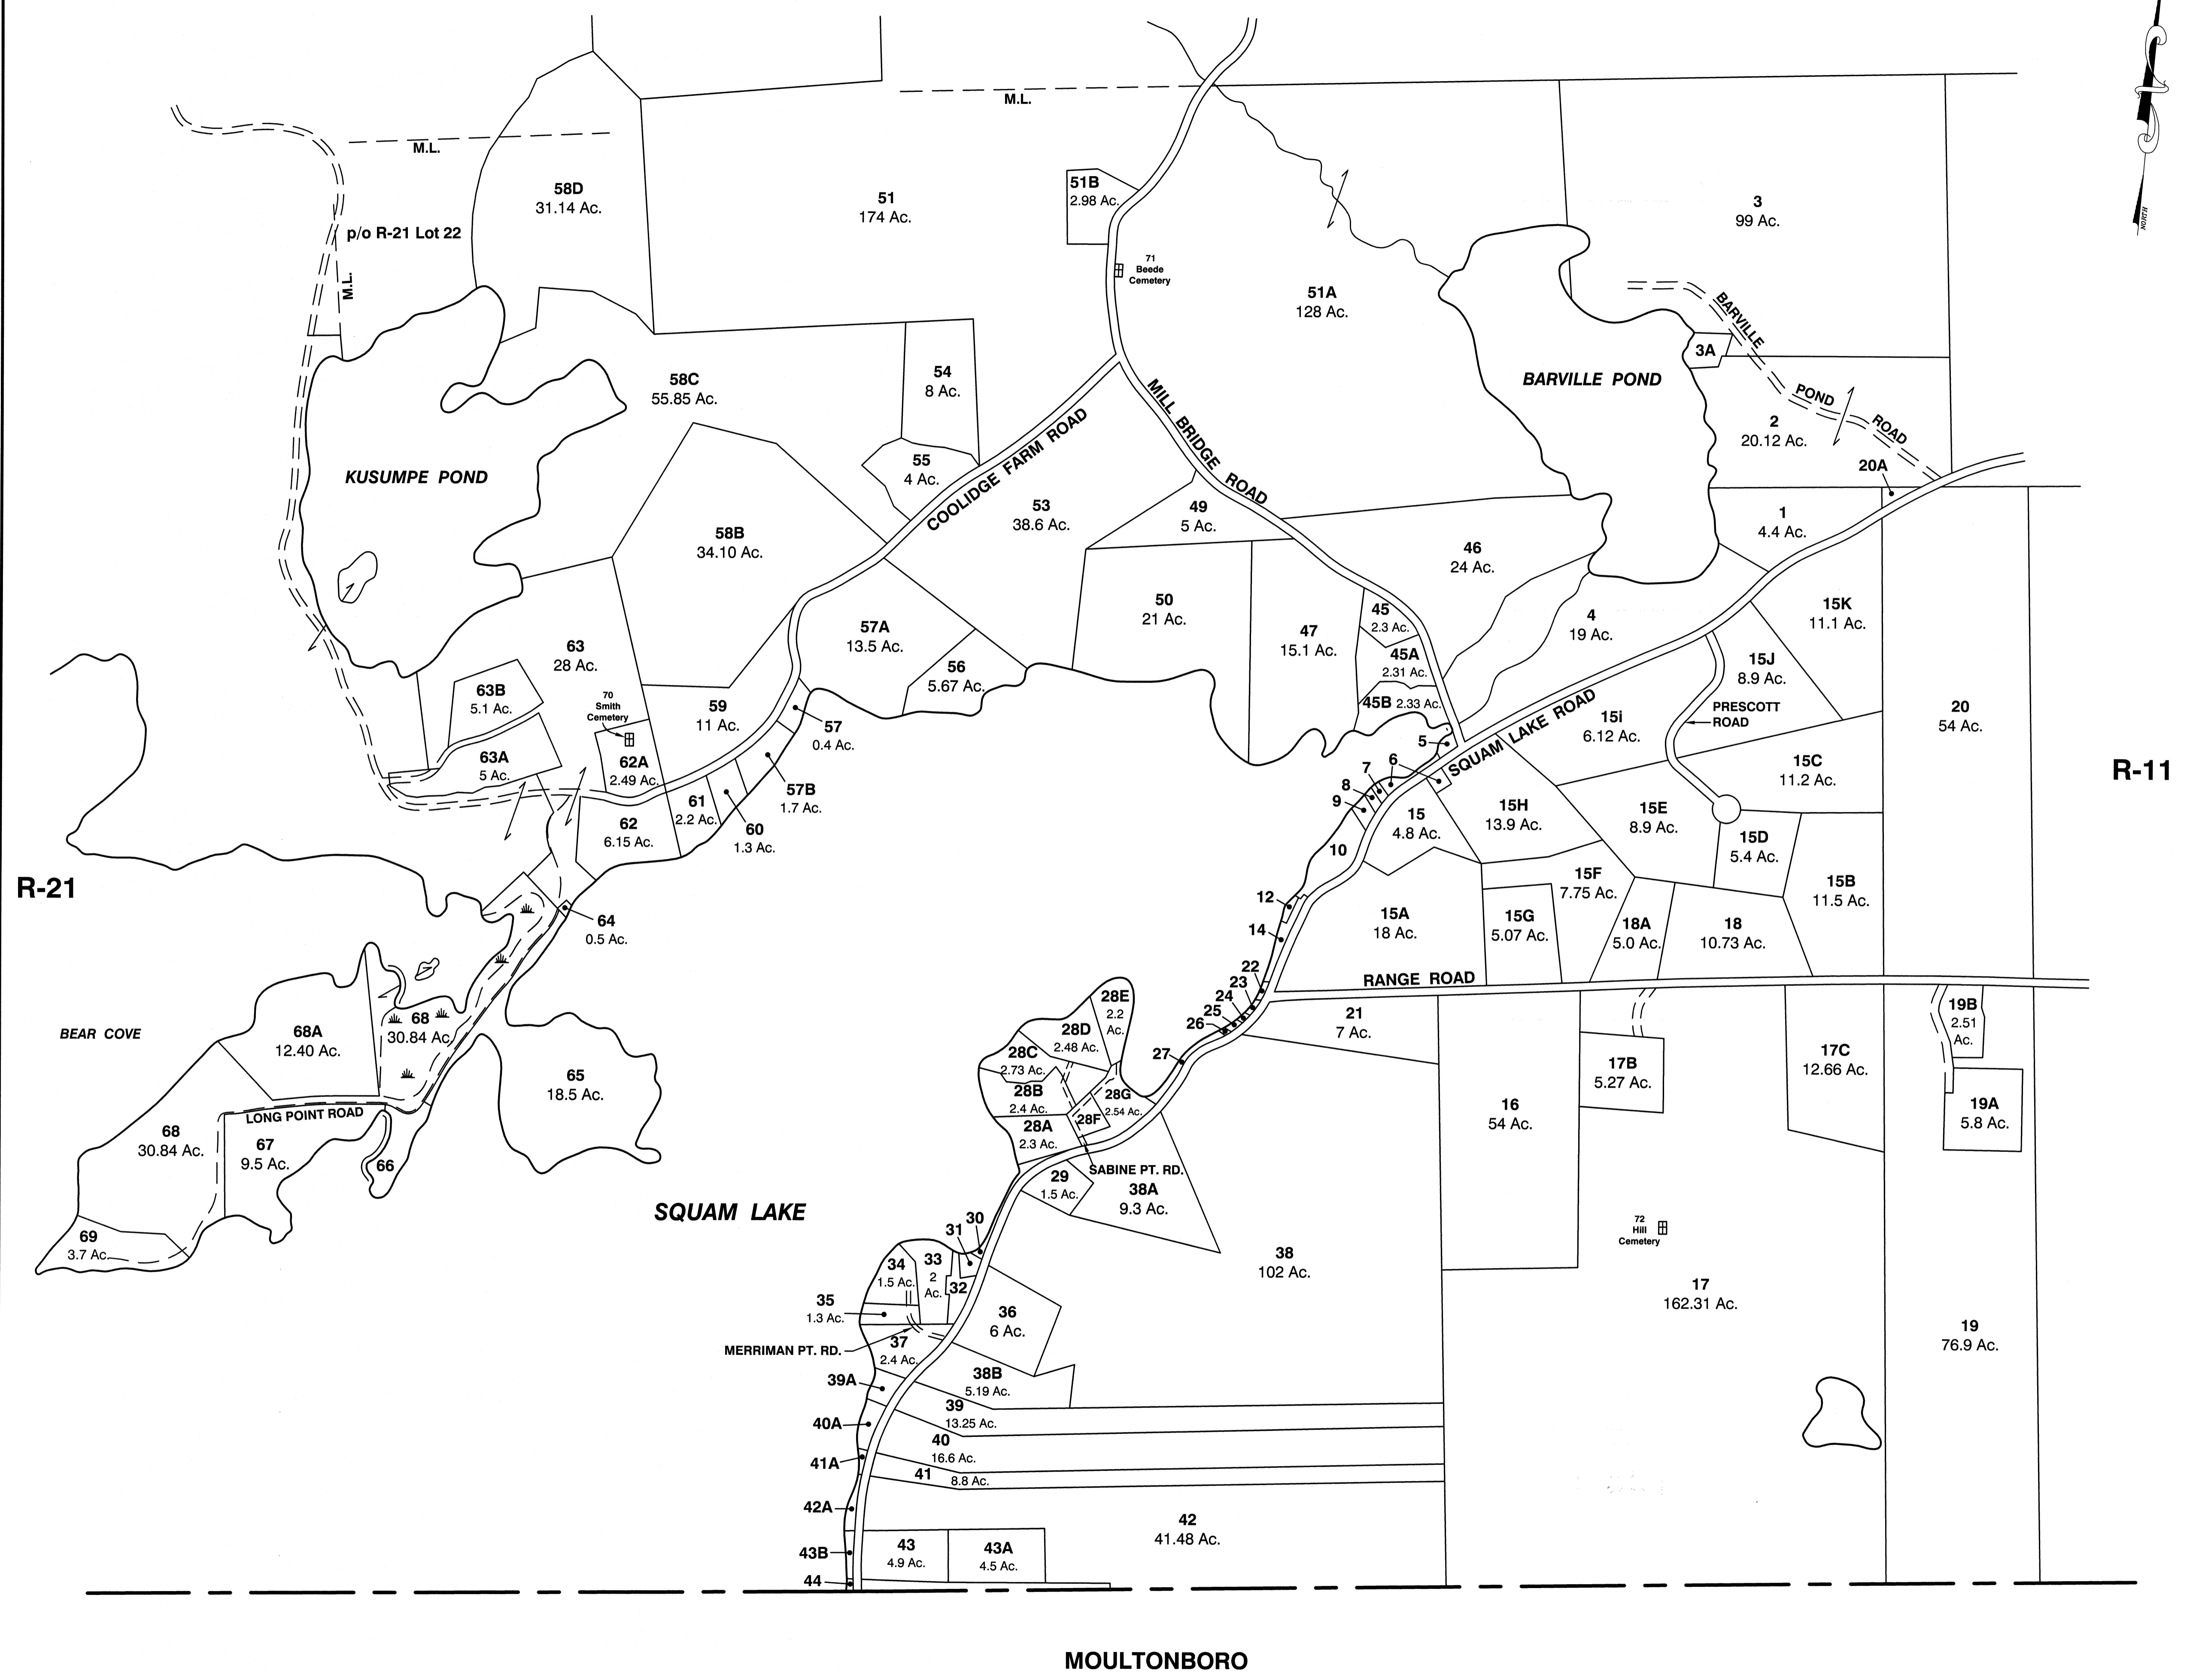 NORTH
M.L.
M.L.
58D
31.14 Ac.
51
174 Ac.
51B
2.98 Ac.
3
99 Ac.
p/o R-21 Lot 22
M.L.
71
Beede
Cemetery
51A
128 Ac.
BARVILLE
POND
ROAD
3A
BARVILLE POND
2
20.12 Ac.
20A
58C
55.85 Ac.
54
8 Ac.
MILL BRIDGE ROAD
COOLIDGE FARM ROAD
KUSUMPE POND
55
4 Ac.
53
38.6 Ac.
49
5 Ac.
1
4.4 Ac.
58B
34.10 Ac.
46
24 Ac.
50
21 Ac.
45
2.3 Ac.
4
19 Ac.
15K
11.1 Ac.
57A
13.5 Ac.
47
15.1 Ac.
63
28 Ac.
56
5.67 Ac.
45A
2.31 Ac.
15J
8.9 Ac.
63B
5.1 Ac.
70
Smith
Cemetery
59
11 Ac.
45B 2.33 Ac.
PRESCOTT
ROAD
20
54 Ac.
57
0.4 Ac.
15i
6.12 Ac.
SQUAM LAKE ROAD
5
63A
5 Ac.
62A
2.49 Ac.
6
7
8
9
15C
11.2 Ac.
R-11
57B
1.7 Ac.
61
2.2 Ac.
60
1.3 Ac.
62
6.15 Ac.
15
4.8 Ac.
15H
13.9 Ac.
15E
8.9 Ac.
15D
5.4 Ac.
10
R-21
15F
7.75 Ac.
15B
11.5 Ac.
12
14
64
0.5 Ac.
15A
18 Ac.
15G
5.07 Ac.
18A
5.0 Ac.
18
10.73 Ac.
22
23
24
25
26
RANGE ROAD
28E
2.2
Ac.
19B
2.51
Ac.
68
30.84 Ac.
BEAR COVE
68A
12.40 Ac.
28D
2.48 Ac.
21
7 Ac.
27
28C
2.73 Ac.
17B
5.27 Ac.
17C
12.66 Ac.
65
18.5 Ac.
28B
2.4 Ac.
28G
2.54 Ac.
28F
16
54 Ac.
19A
5.8 Ac.
LONG POINT ROAD
28A
2.3 Ac.
68
30.84 Ac.
67
9.5 Ac.
66
SABINE PT. RD.
29
1.5 Ac.
38A
9.3 Ac.
SQUAM LAKE
30
31
72
Hill
Cemetery
69
3.7 Ac.
34
1.5 Ac.
33
2
Ac.
32
38
102 Ac.
17
162.31 Ac.
35
1.3 Ac.
36
6 Ac.
19
76.9 Ac.
MERRIMAN PT. RD.
37
2.4 Ac.
39A
38B
5.19 Ac.
39
13.25 Ac.
40A
40
16.6 Ac.
41A
41
8.8 Ac.
42A
42
41.48 Ac.
43B
43
4.9 Ac.
43A
4.5 Ac.
44
MOULTONBORO